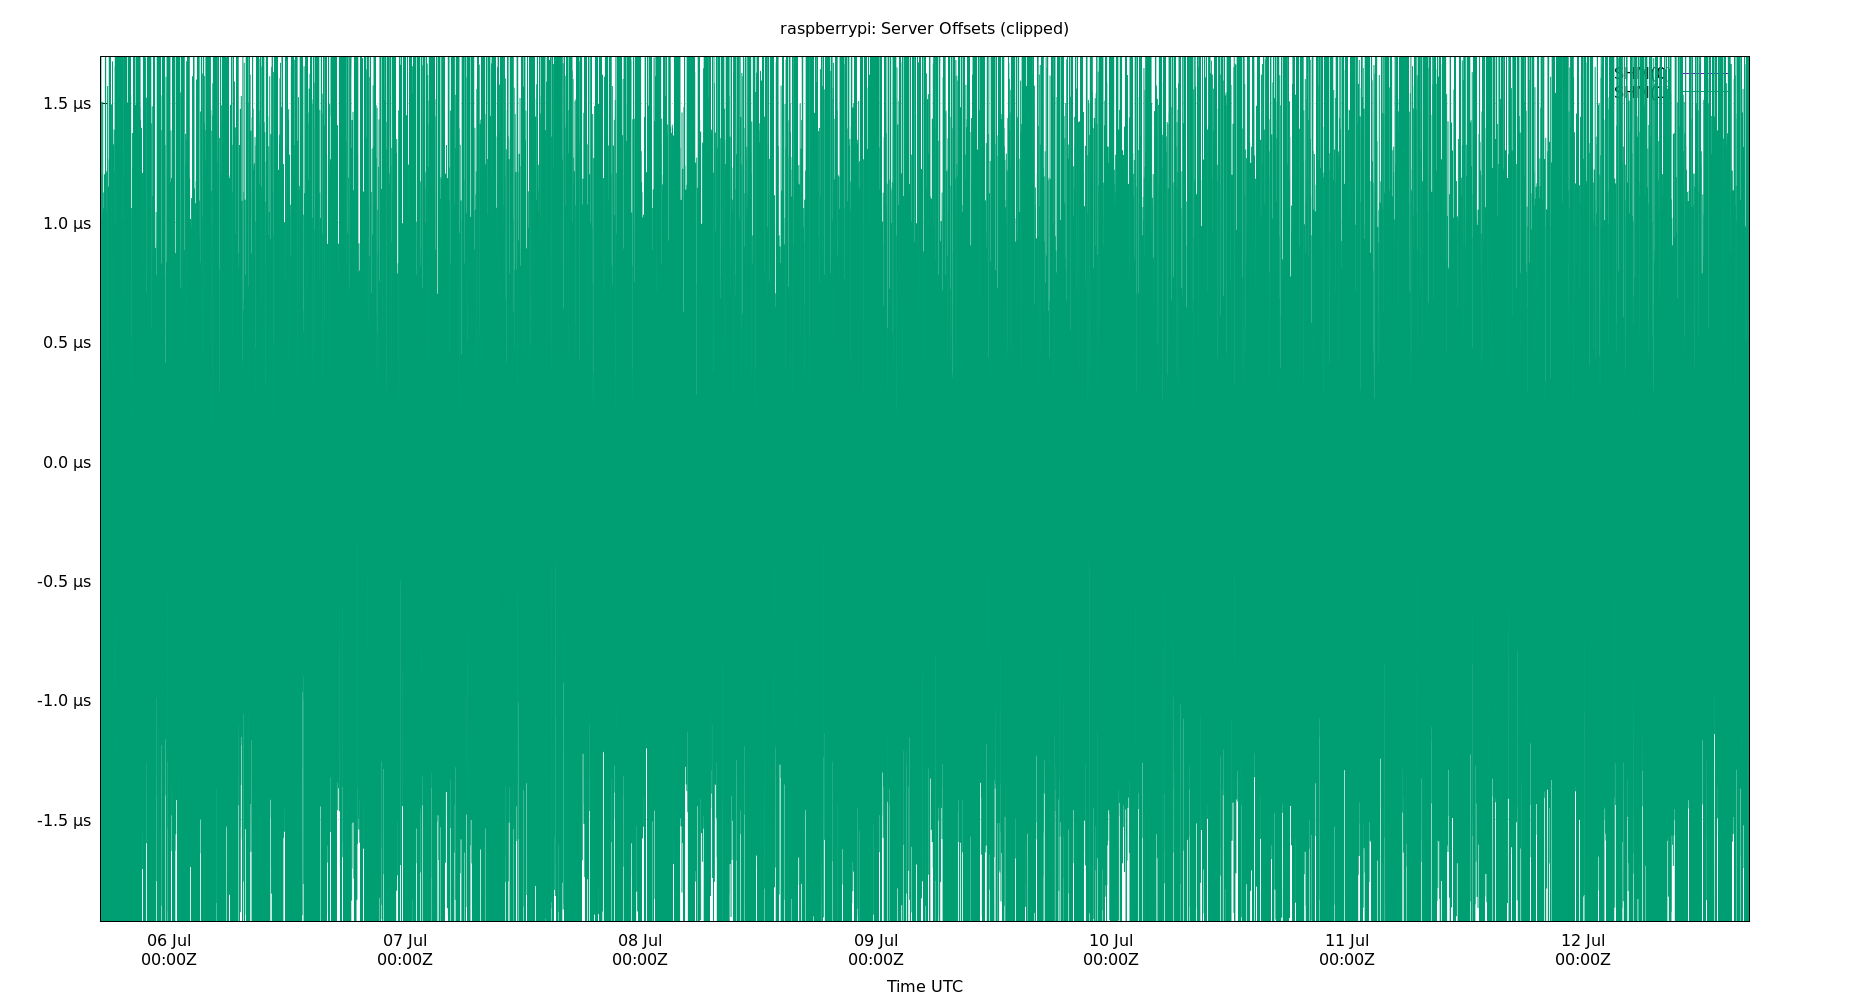 raspberrypi: Server Offsets (clipped)
1.5 µs
1.0 µs
0.5 µs
0.0 µs
-0.5 µs
-1.0 µs
-1.5 µs
06 Jul
00:00Z
07 Jul
00:00Z
08 Jul
00:00Z
09 Jul
00:00Z
10 Jul
00:00Z
11 Jul
00:00Z
12 Jul
00:00Z
Time UTC